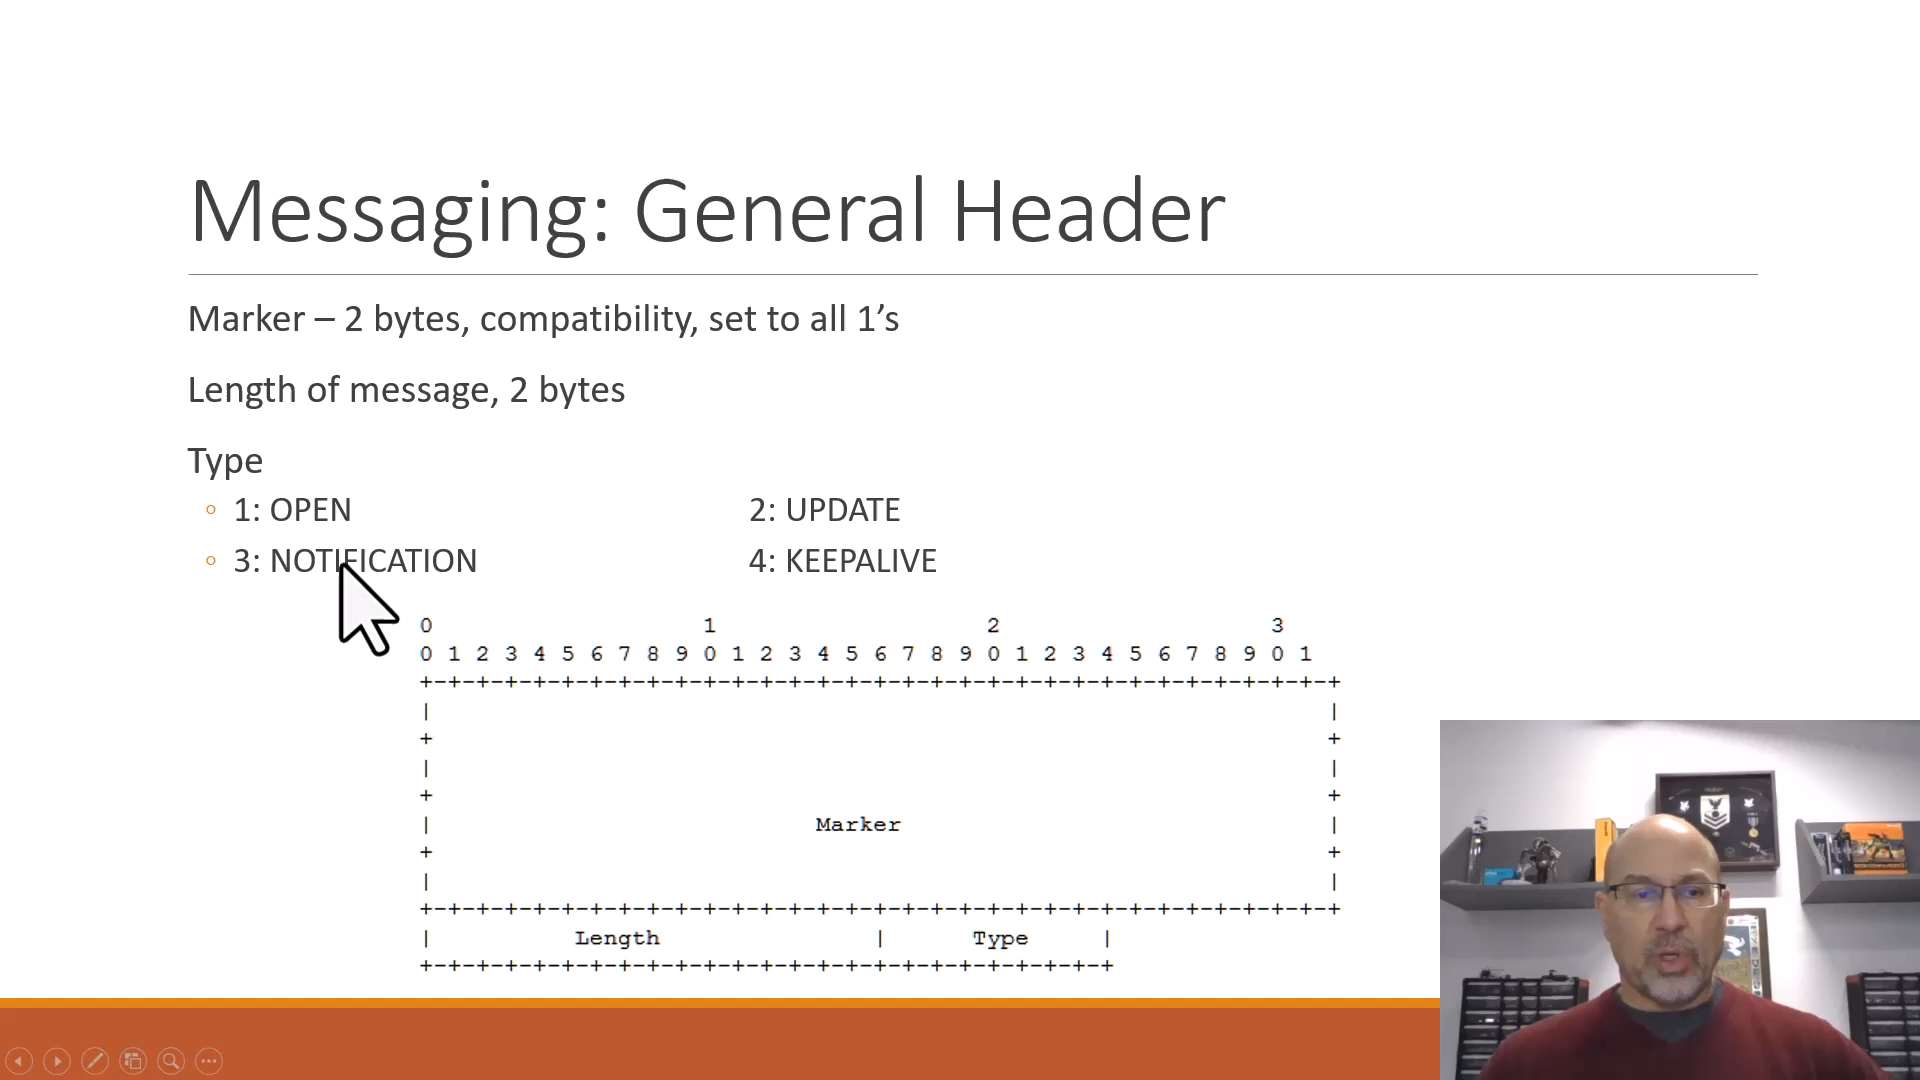 Messaging: General Header
Marker – 2 bytes, compatibility, set to all 1’s
Length of message, 2 bytes
Type
◦ 1: OPEN 2: UPDATE
◦ 3: NOTIFICATION 4: KEEPALIVE
0 1 2 3
0 1 2 3 4 5 6 7 8 9 0 1 2 3 4 5 6 7 8 9 0 1 2 3 4 5 6 7 8 9 0 1
+-+-+-+-+-+-+-+-+-+-+-+-+-+-+-+-+-+-+-+-+-+-+-+-+-+-+-+-+-+-+-+-+
| |
+ +
| |
+ +
| Marker |
+ +
| |
+-+-+-+-+-+-+-+-+-+-+-+-+-+-+-+-+-+-+-+-+-+-+-+-+-+-+-+-+-+-+-+-+
| Length | Type |
+-+-+-+-+-+-+-+-+-+-+-+-+-+-+-+-+-+-+-+-+-+-+-+-+